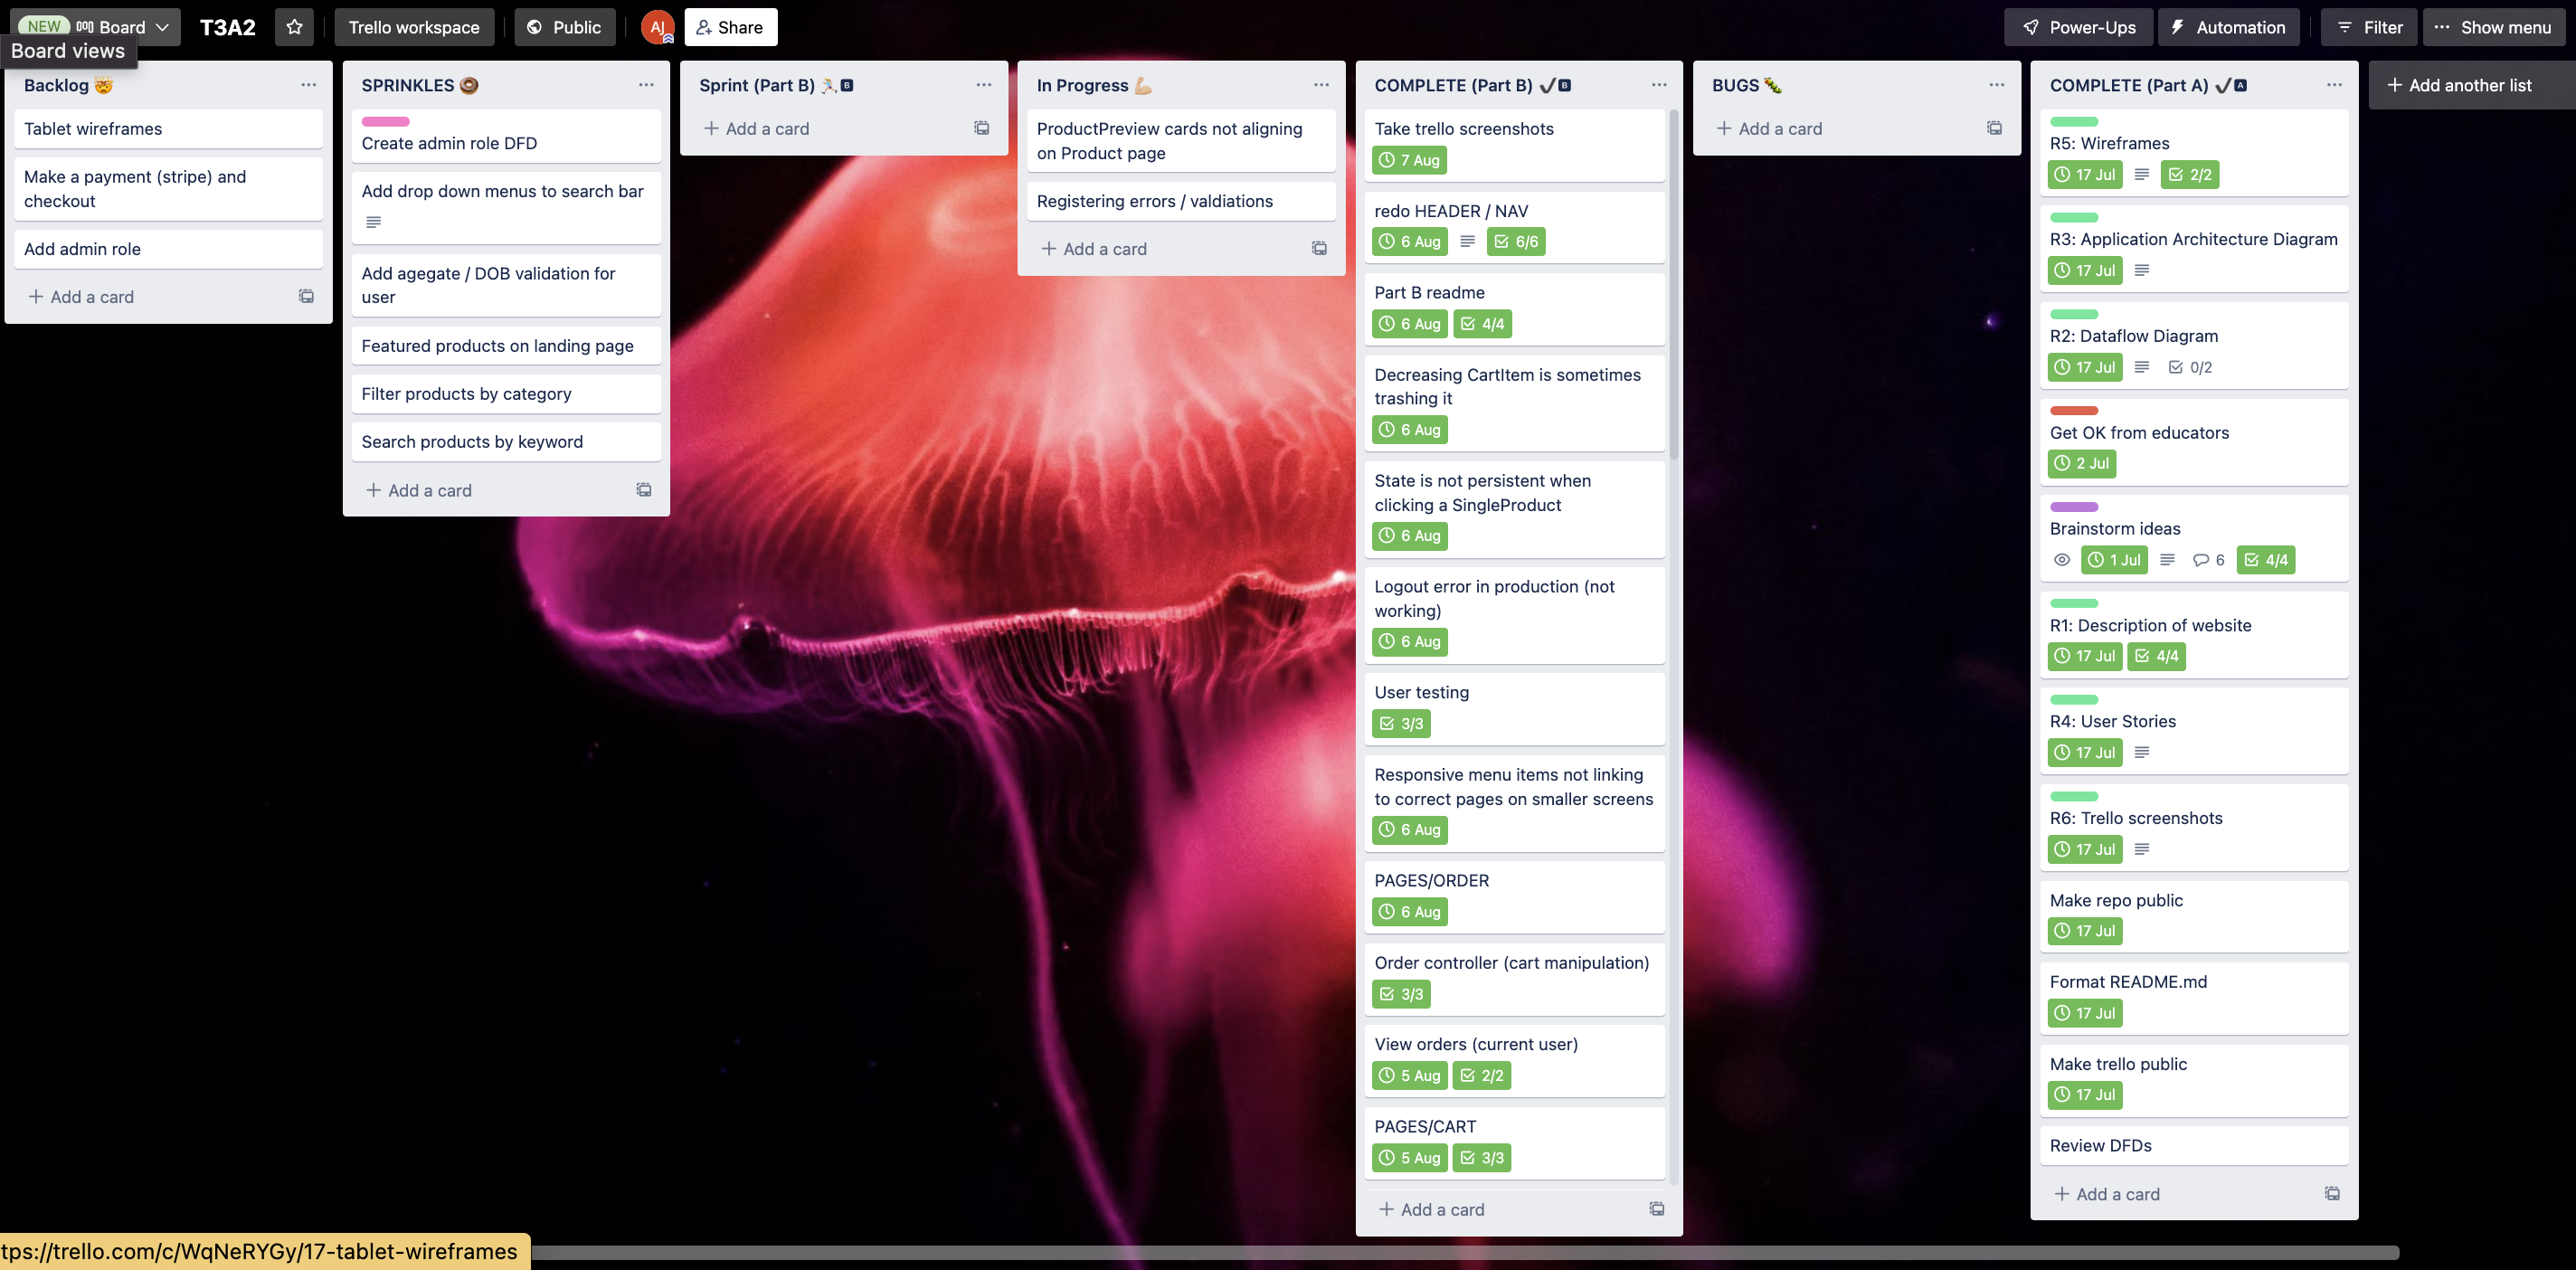 NEW Board
T3A2
Trello workspace
Public
AJ
Share
Power-Ups
Automation
Filter
Show menu
Board views
Backlog 🤯
Tablet wireframes
Make a payment (stripe) and
checkout
Add admin role
+ Add a card
SPRINKLES 🍩
Create admin role DFD
Add drop down menus to search bar
Add agegate / DOB validation for
user
Featured products on landing page
Filter products by category
Search products by keyword
+ Add a card
Sprint (Part B) 🏃🏻‍♂️🅱
+ Add a card
In Progress 💪🏼
ProductPreview cards not aligning
on Product page
Registering errors / valdiations
+ Add a card
COMPLETE (Part B) ✔️🅱
Take trello screenshots
7 Aug
redo HEADER / NAV
6 Aug 6/6
Part B readme
6 Aug 4/4
Decreasing CartItem is sometimes
trashing it
6 Aug
State is not persistent when
clicking a SingleProduct
6 Aug
Logout error in production (not
working)
6 Aug
User testing
3/3
Responsive menu items not linking
to correct pages on smaller screens
6 Aug
PAGES/ORDER
6 Aug
Order controller (cart manipulation)
3/3
View orders (current user)
5 Aug 2/2
PAGES/CART
5 Aug 3/3
+ Add a card
BUGS 🐛
+ Add a card
COMPLETE (Part A) ✔️🅰
R5: Wireframes
17 Jul 2/2
R3: Application Architecture Diagram
17 Jul
R2: Dataflow Diagram
17 Jul 0/2
Get OK from educators
2 Jul
Brainstorm ideas
1 Jul 6 4/4
R1: Description of website
17 Jul 4/4
R4: User Stories
17 Jul
R6: Trello screenshots
17 Jul
Make repo public
17 Jul
Format README.md
17 Jul
Make trello public
17 Jul
Review DFDs
+ Add a card
+ Add another list
tps://trello.com/c/WqNeRYGy/17-tablet-wireframes